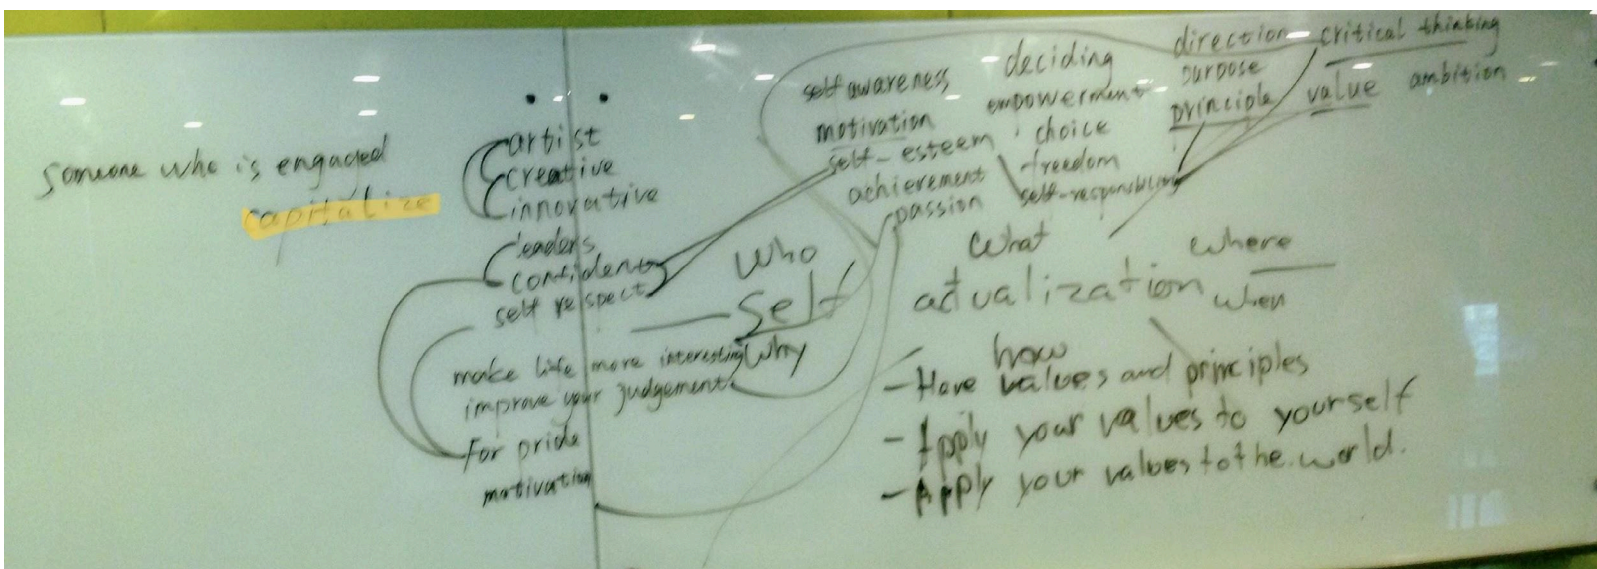 someone who is engaged
capitalize
artist
creative
innovative
leaders
confident
self respect
make life more interesting
improve your judgement
For pride
motivation
who
self
why
self awareness
motivation
self-esteem
achievement
passion
deciding
empowerment
choice
freedom
self-responsibility
direction
purpose
principle
critical thinking
value ambition
what
actualization
where
when
how
- Have values and principles
- Apply your values to yourself
- Apply your values to the world.